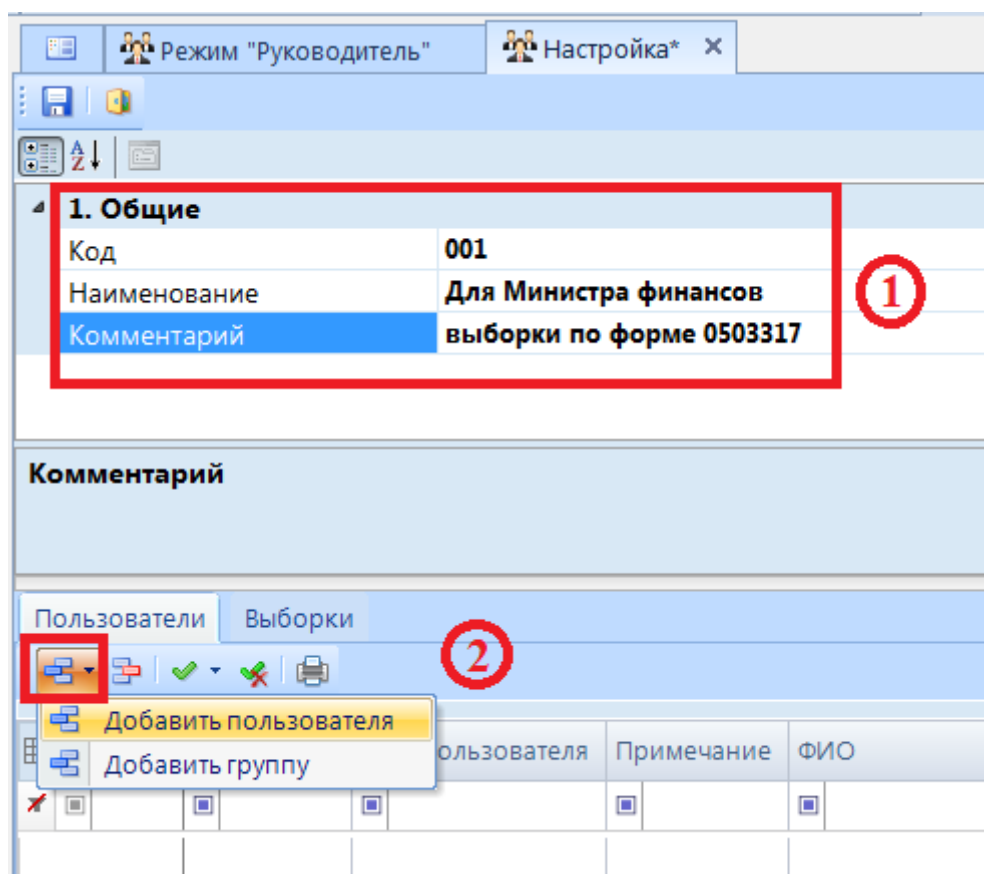 Режим "Руководитель" Настройка*
A
Z
1. Общие
Код 001
Наименование Для Министра финансов
1
Комментарий выборки по форме 0503317
Комментарий
Пользователи Выборки
2
Добавить пользователя
Добавить группу
Примечание ФИО